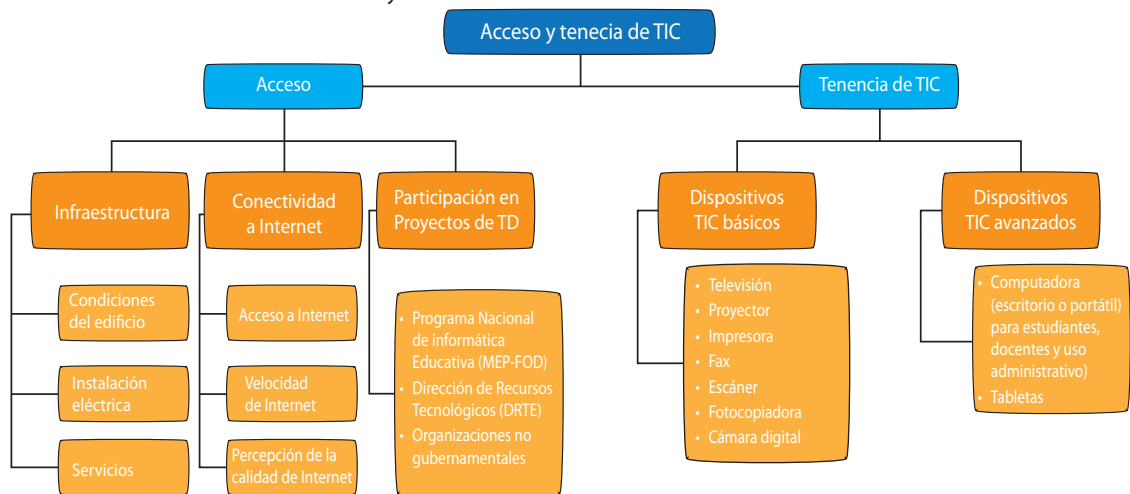 Acceso y tenecia de TIC
Acceso
Tenencia de TIC
Infraestructura
Conectividad
a Internet
Participación en
Proyectos de TD
Dispositivos
TIC básicos
Dispositivos
TIC avanzados
Condiciones
del edificio
Instalación
eléctrica
Servicios
Acceso a Internet
Velocidad
de Internet
Percepción de la
calidad de Internet
• Programa Nacional
de informática
Educativa (MEP-FOD)
• Dirección de Recursos
Tecnológicos (DRTE)
• Organizaciones no
gubernamentales
• Televisión
• Proyector
• Impresora
• Fax
• Escáner
• Fotocopiadora
• Cámara digital
• Computadora
(escritorio o portátil)
para estudiantes,
docentes y uso
administrativo)
• Tabletas